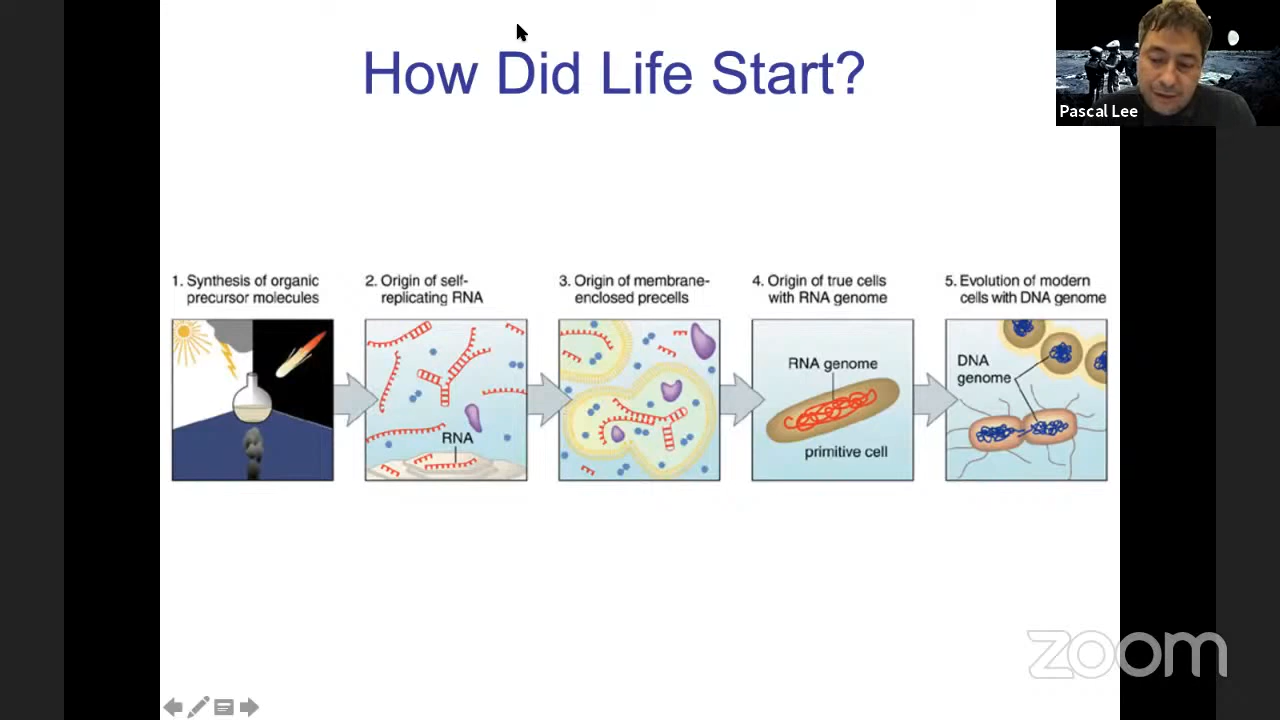 How Did Life Start?
Pascal Lee
1. Synthesis of organic
precursor molecules
2. Origin of self-
replicating RNA
3. Origin of membrane-
enclosed precells
4. Origin of true cells
with RNA genome
5. Evolution of modern
cells with DNA genome
RNA
RNA genome
primitive cell
DNA
genome
zoom